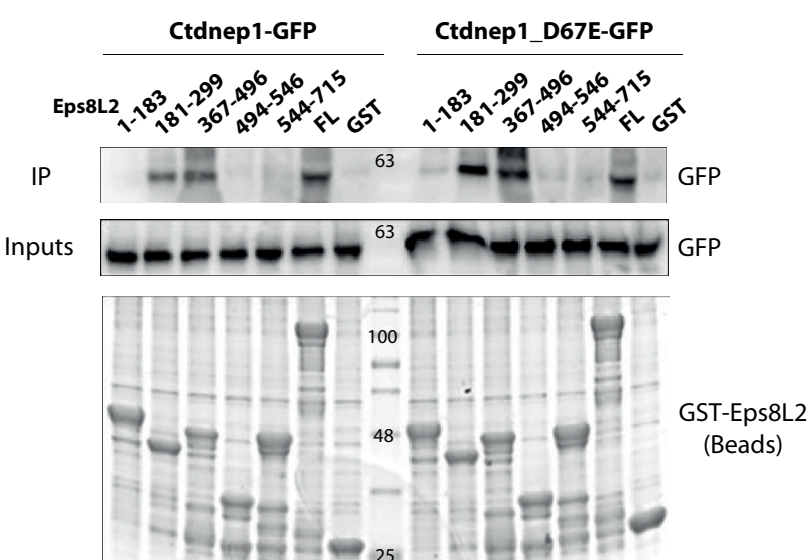 Ctdnep1-GFP Ctdnep1_D67E-GFP
Eps8L2 1-183 181-299 367-496 494-546 544-715 FL GST 1-183 181-299 367-496 494-546 544-715 FL GST
IP 63 GFP
Inputs 63 GFP
100
48
GST-Eps8L2
(Beads)
25